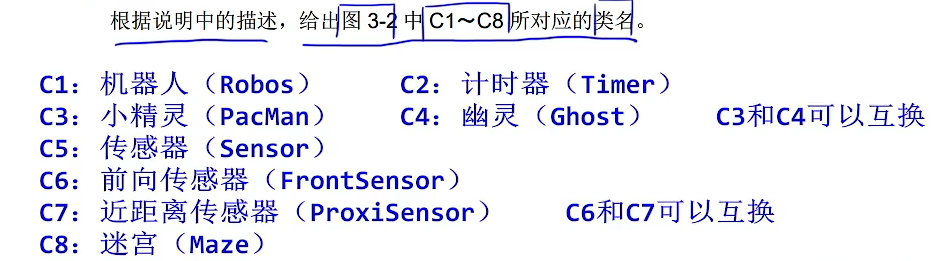 根据说明中的描述，给出图 3-2 中 C1～C8 所对应的类名。
C1: 机器人（Robos） C2: 计时器（Timer）
C3: 小精灵（PacMan） C4: 幽灵（Ghost） C3和C4可以互换
C5: 传感器（Sensor）
C6: 前向传感器（FrontSensor）
C7: 近距离传感器（ProxiSensor） C6和C7可以互换
C8: 迷宫（Maze）